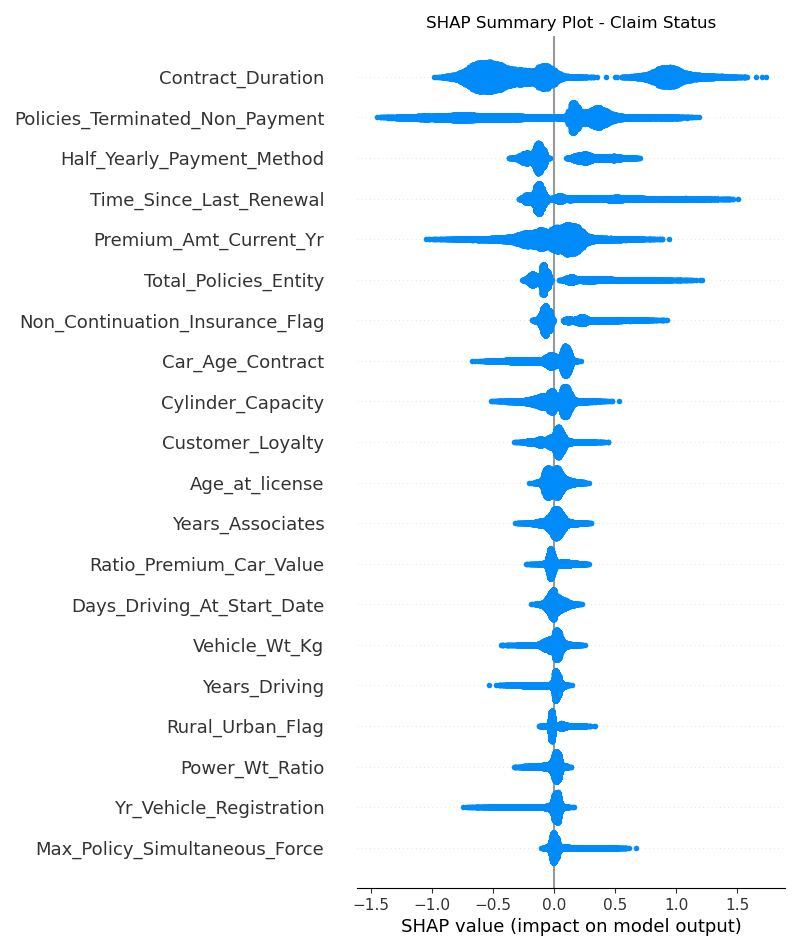 SHAP Summary Plot - Claim Status
Contract_Duration
Policies_Terminated_Non_Payment
Half_Yearly_Payment_Method
Time_Since_Last_Renewal
Premium_Amt_Current_Yr
Total_Policies_Entity
Non_Continuation_Insurance_Flag
Car_Age_Contract
Cylinder_Capacity
Customer_Loyalty
Age_at_license
Years_Associates
Ratio_Premium_Car_Value
Days_Driving_At_Start_Date
Vehicle_Wt_Kg
Years_Driving
Rural_Urban_Flag
Power_Wt_Ratio
Yr_Vehicle_Registration
Max_Policy_Simultaneous_Force
−1.5 −1.0 −0.5 0.0 0.5 1.0 1.5
SHAP value (impact on model output)